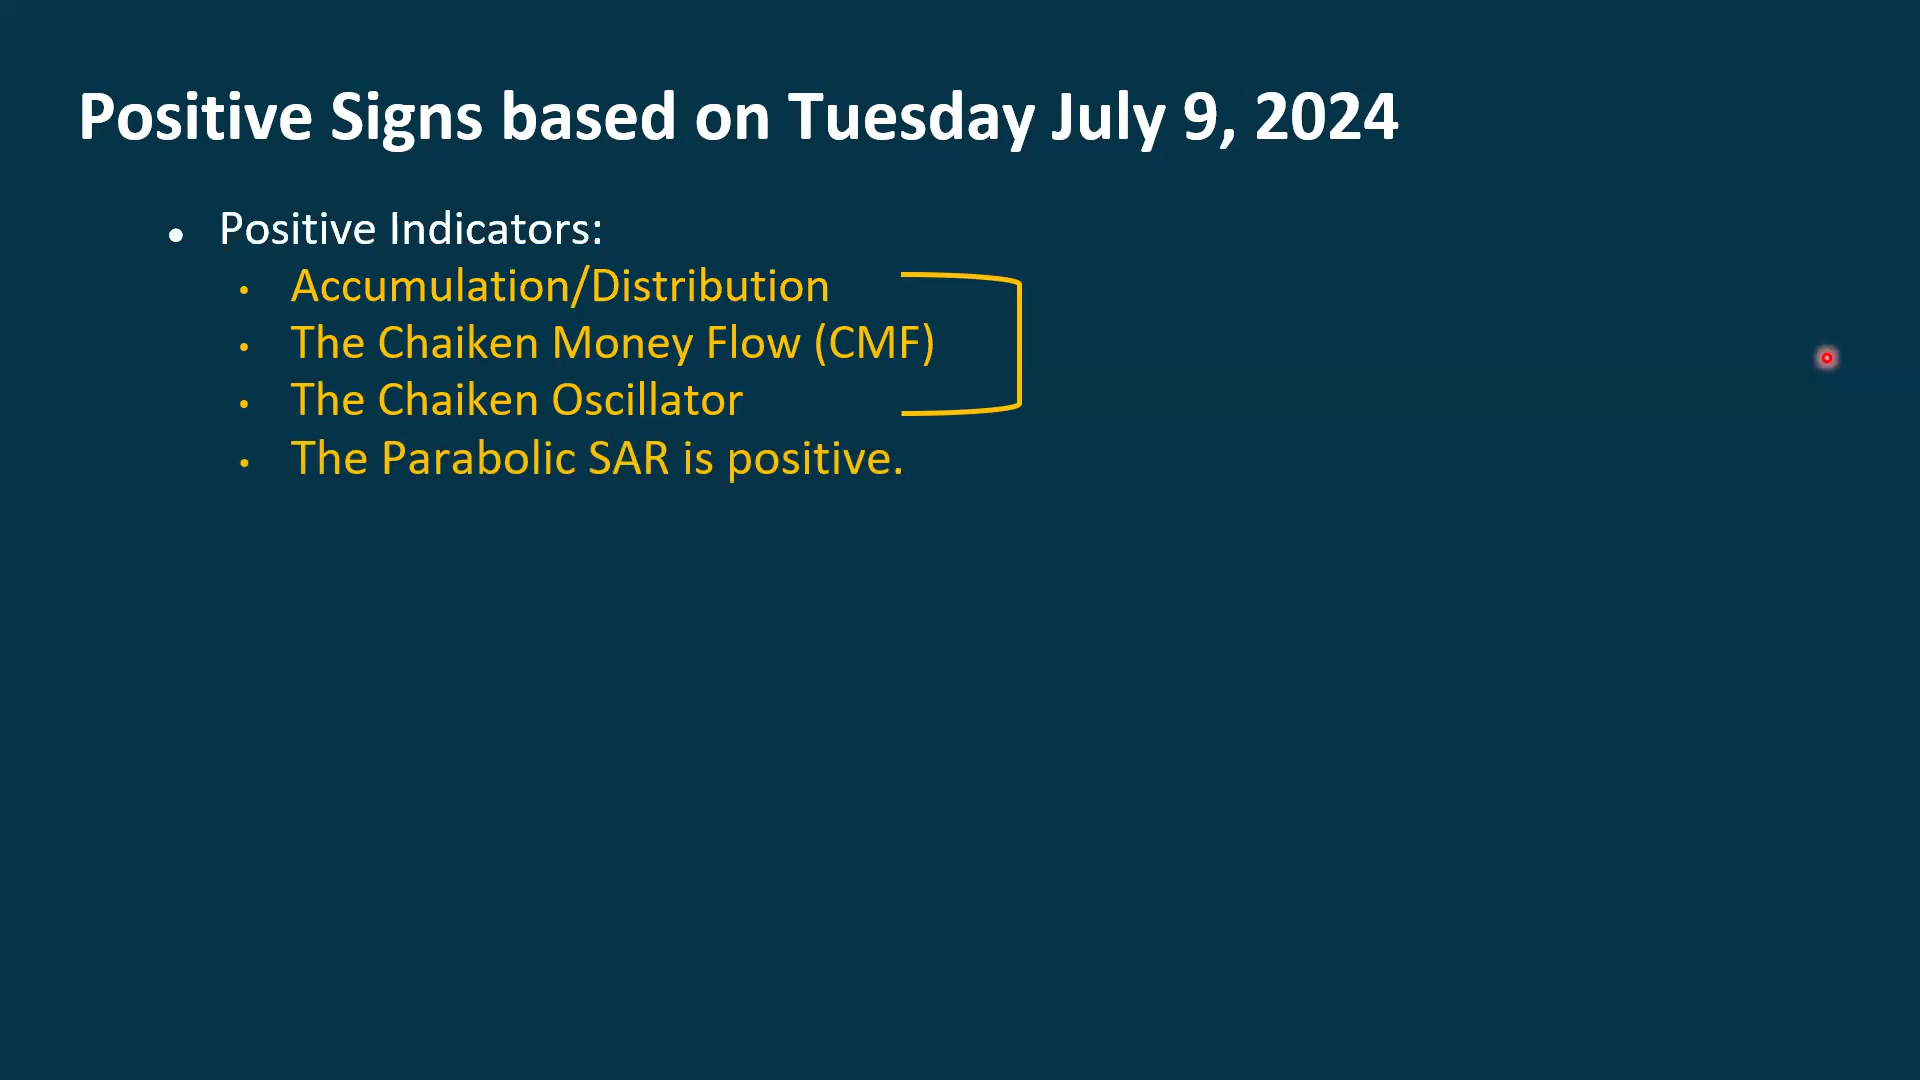 Positive Signs based on Tuesday July 9, 2024
● Positive Indicators:
• Accumulation/Distribution
• The Chaiken Money Flow (CMF)
• The Chaiken Oscillator
• The Parabolic SAR is positive.